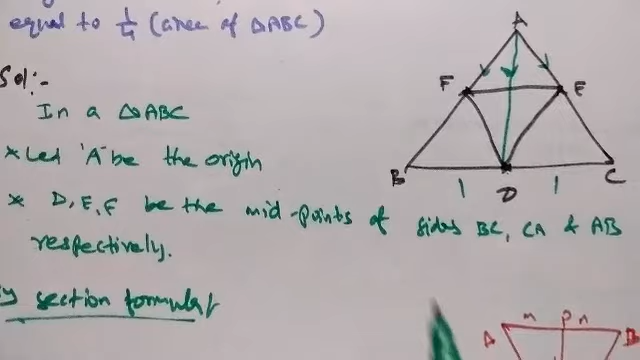 equal to 1/4 (area of ΔABC)
Sol:-
In a ΔABC
* Let 'A' be the origin
* D, E, F be the mid-points of sides BC, CA & AB
respectively.
section formula
A
F E
B D C
1 1
A m P n B